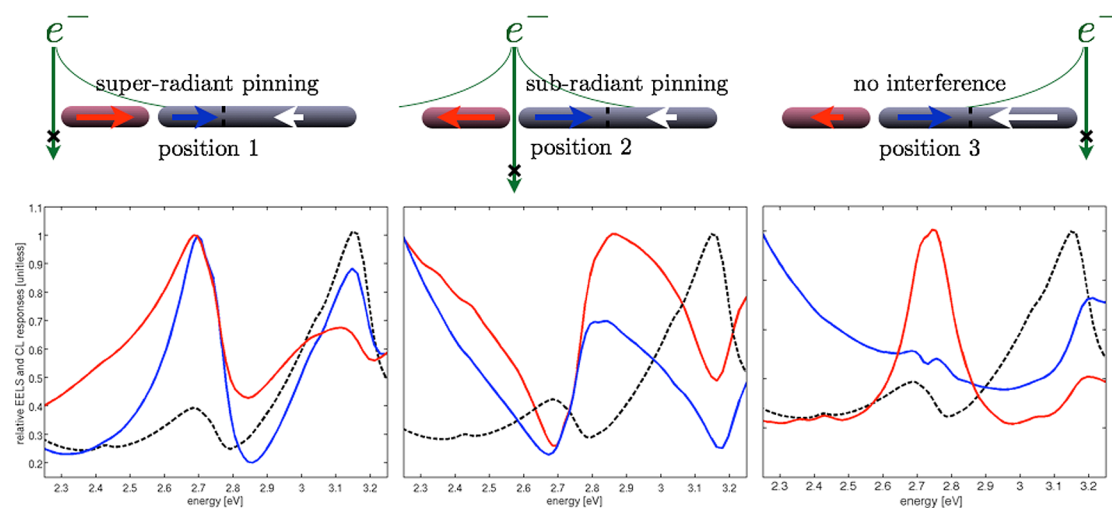 e⁻ e⁻ e⁻
super-radiant pinning sub-radiant pinning no interference
position 1 position 2 position 3
relative EELS and CL responses [unitless]
1.1
1
0.9
0.8
0.7
0.6
0.5
0.4
0.3
0.2
2.3 2.4 2.5 2.6 2.7 2.8 2.9 3 3.1 3.2
energy [eV]
2.3 2.4 2.5 2.6 2.7 2.8 2.9 3 3.1 3.2
energy [eV]
2.3 2.4 2.5 2.6 2.7 2.8 2.9 3 3.1 3.2
energy [eV]